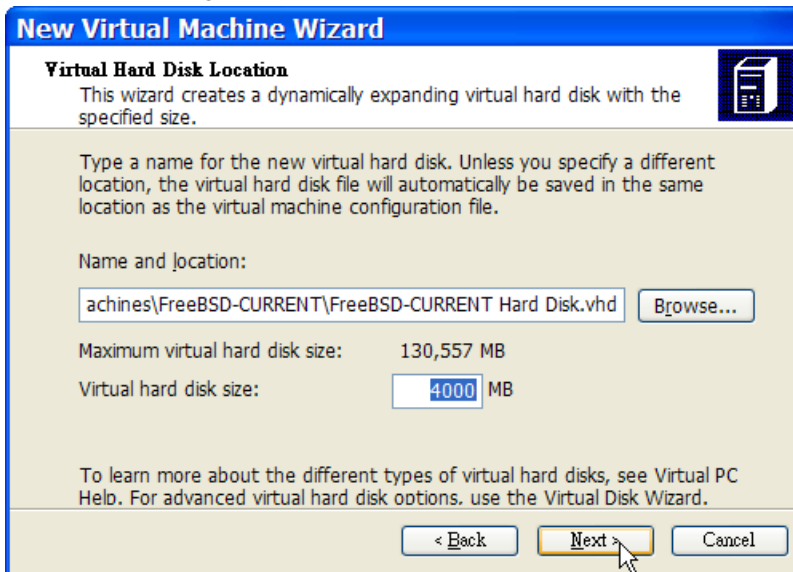 New Virtual Machine Wizard
Virtual Hard Disk Location
This wizard creates a dynamically expanding virtual hard disk with the
specified size.
Type a name for the new virtual hard disk. Unless you specify a different
location, the virtual hard disk file will automatically be saved in the same
location as the virtual machine configuration file.
Name and location:
achines\FreeBSD-CURRENT\FreeBSD-CURRENT Hard Disk.vhd Browse...
Maximum virtual hard disk size: 130,557 MB
Virtual hard disk size: 4000 MB
To learn more about the different types of virtual hard disks, see Virtual PC
Help. For advanced virtual hard disk options, use the Virtual Disk Wizard.
< Back Next > Cancel